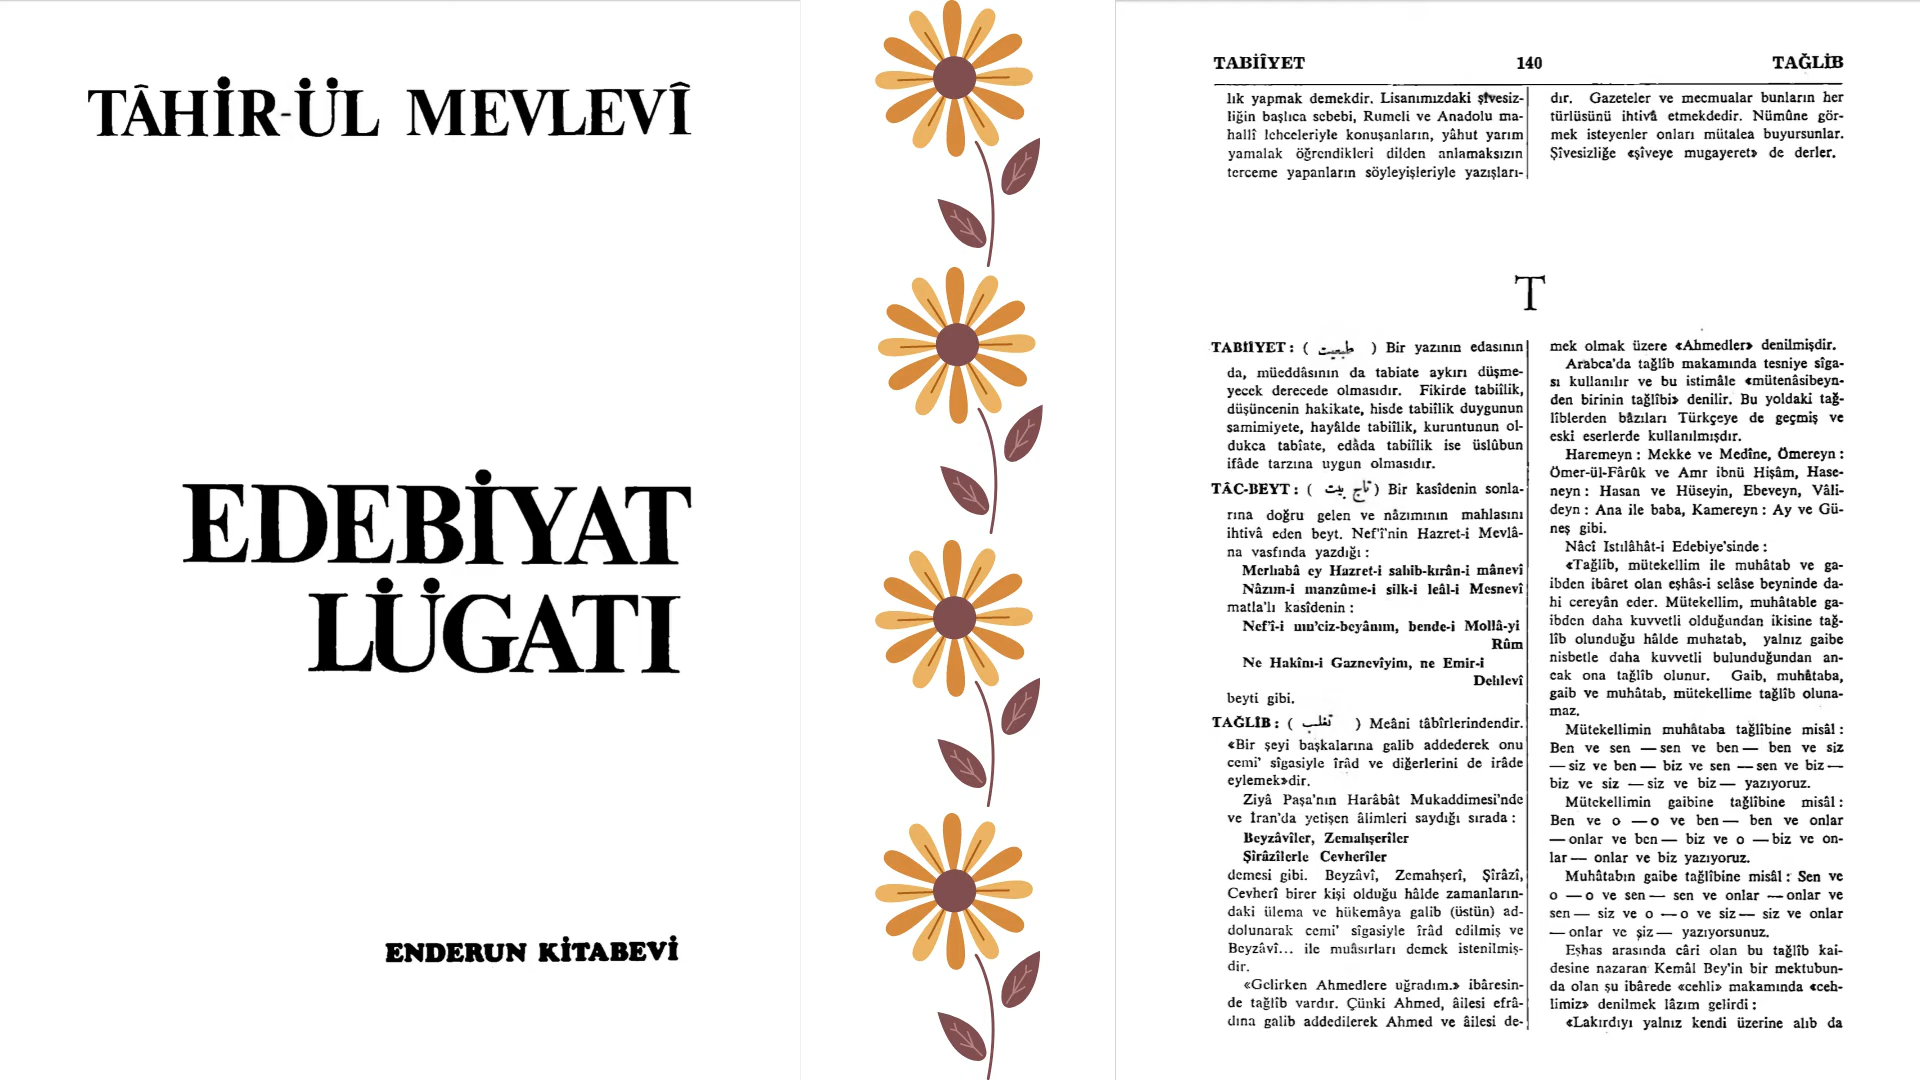 TÂHİR-ÜL MEVLEVÎ
EDEBİYAT
LÜGATI
ENDERUN KİTABEVİ
TABIÎYET 140 TAĞLİB
lık yapmak demekdir. Lisanımızdaki şîvesiz-
liğin başlıca sebebi, Rumeli ve Anadolu ma-
hallî lehceleriyle konuşanların, yâhut yarım
yamalak öğrendikleri dilden anlamaksızın
terceme yapanların söyleyişleriyle yazışları-
dır. Gazeteler ve mecmualar bunların her
türlüsünü ihtivâ etmekdedir. Nümûne gör-
mek isteyenler onları mütalea buyursunlar.
Şîvesizliğe «şîveye mugayeret» de derler.
T
TABIÎYET : ( طبيعيت ) Bir yazının edasının
da, müeddâsının da tabiate aykırı düşme-
yecek derecede olmasıdır. Fikirde tabiîlik,
düşüncenin hakikate, hisde tabiîlik duygunun
samimiyete, hayâlde tabiîlik, kuruntunun ol-
dukca tabîate, edâda tabiîlik ise üslûbun
ifâde tarzına uygun olmasıdır.
TÂC-BEYT : ( تاج بيت ) Bir kasîdenin sonla-
rına doğru gelen ve nâzımının mahlasını
ihtivâ eden beyt. Nef'î'nin Hazret-i Mevlâ-
na vasfında yazdığı :
Merhabâ ey Hazret-i sahib-kırân-i mânevî
Nâzım-i manzûme-i silk-i leâl-i Mesnevî
matla'lı kasîdenin :
Nef'î-i mu'ciz-beyânım, bende-i Mollâ-yi
Rûm
Ne Hakîm-i Gaznevîyim, ne Emir-i
Dehlevî
beyti gibi.
TAĞLÎB : ( تغليب ) Meâni tâbîrlerindendir.
«Bir şeyi başkalarına galib addederek onu
cemi' sîgasiyle îrâd ve diğerlerini de irâde
eylemek»dir.
Ziyâ Paşa'nın Harâbât Mukaddimesi'nde
ve İran'da yetişen âlimleri saydığı sırada :
Beyzâvîler, Zemahşerîler
Şîrâzîlerle Cevherîler
demesi gibi. Beyzâvî, Zemahşerî, Şîrâzî,
Cevherî birer kişi olduğu hâlde zamanların-
daki ülema ve hükemâya galib (üstün) ad-
dolunarak cemi' sîgasiyle îrâd edilmiş ve
Beyzâvî... ile muâsırları demek istenilmiş-
dir.
«Gelirken Ahmedlere uğradım.» ibâresin-
de tağlîb vardır. Çünki Ahmed, âilesi efrâ-
dına galib addedilerek Ahmed ve âilesi de-
mek olmak üzere «Ahmedler» denilmişdir.
Arabca'da tağlîb makamında tesniye sîga-
sı kullanılır ve bu istimâle «mütenâsibeyn-
den birinin tağlîbi» denilir. Bu yoldaki tağ-
lîblerden bâzıları Türkçeye de geçmiş ve
eski eserlerde kullanılmışdır.
Haremeyn : Mekke ve Medîne, Ömereyn :
Ömer-ül-Fârûk ve Amr ibnü Hişâm, Hase-
neyn : Hasan ve Hüseyin, Ebeveyn, Vâli-
deyn : Ana ile baba, Kamereyn : Ay ve Gü-
neş gibi.
Nâcî Istılâhât-i Edebiye'sinde :
«Tağlîb, mütekellim ile muhâtab ve ga-
ibden ibâret olan eşhâs-i selâse beyninde da-
hi cereyân eder. Mütekellim, muhâtable ga-
ibden daha kuvvetli olduğundan ikisine tağ-
lîb olunduğu hâlde muhatab, yalnız gaibe
nisbetle daha kuvvetli bulunduğundan an-
cak ona tağlîb olunur. Gaib, muhâtaba,
gaib ve muhâtab, mütekellime tağlîb oluna-
maz.
Mütekellimin muhâtaba tağlîbine misâl :
Ben ve sen — sen ve ben — ben ve siz
— siz ve ben — biz ve sen — sen ve biz —
biz ve siz — siz ve biz — yazıyoruz.
Mütekellimin gaibine tağlîbine misâl :
Ben ve o — o ve ben — ben ve onlar
— onlar ve ben — biz ve o — biz ve on-
lar — onlar ve biz yazıyoruz.
Muhâtabın gaibe tağlîbine misâl : Sen ve
o — o ve sen — sen ve onlar — onlar ve
sen — siz ve o — o ve siz — siz ve onlar
— onlar ve şiz — yazıyorsunuz.
Eşhas arasında câri olan bu tağlîb kai-
desine nazaran Kemâl Bey'in bir mektubun-
da olan şu ibârede «cehli» makamında «ceh-
limiz» denilmek lâzım gelirdi :
«Lakırdıyı yalnız kendi üzerine alıb da